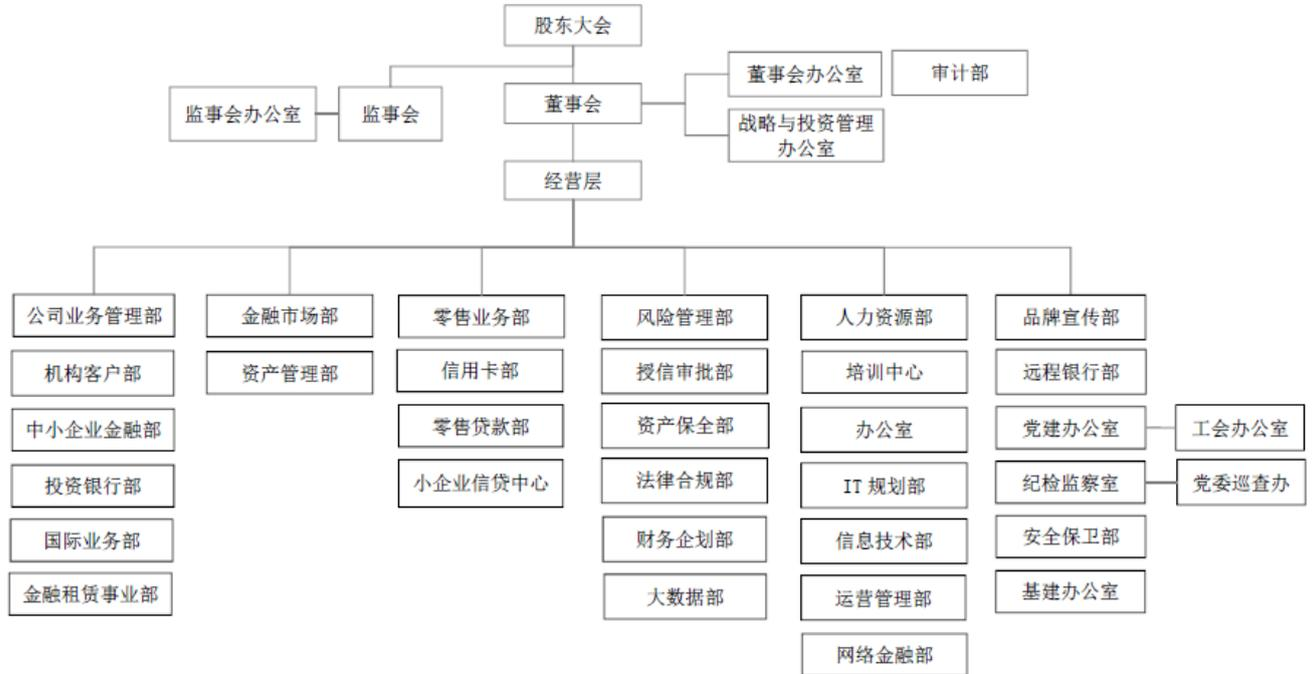 股东大会
董事会办公室
审计部
监事会办公室
监事会
董事会
战略与投资管理
办公室
经营层
公司业务管理部
机构客户部
中小企业金融部
投资银行部
国际业务部
金融租赁事业部
金融市场部
资产管理部
零售业务部
信用卡部
零售贷款部
小企业信贷中心
风险管理部
授信审批部
资产保全部
法律合规部
财务企划部
大数据部
人力资源部
培训中心
办公室
IT 规划部
信息技术部
运营管理部
网络金融部
品牌宣传部
远程银行部
党建办公室
工会办公室
纪检监察室
党委巡查办
安全保卫部
基建办公室